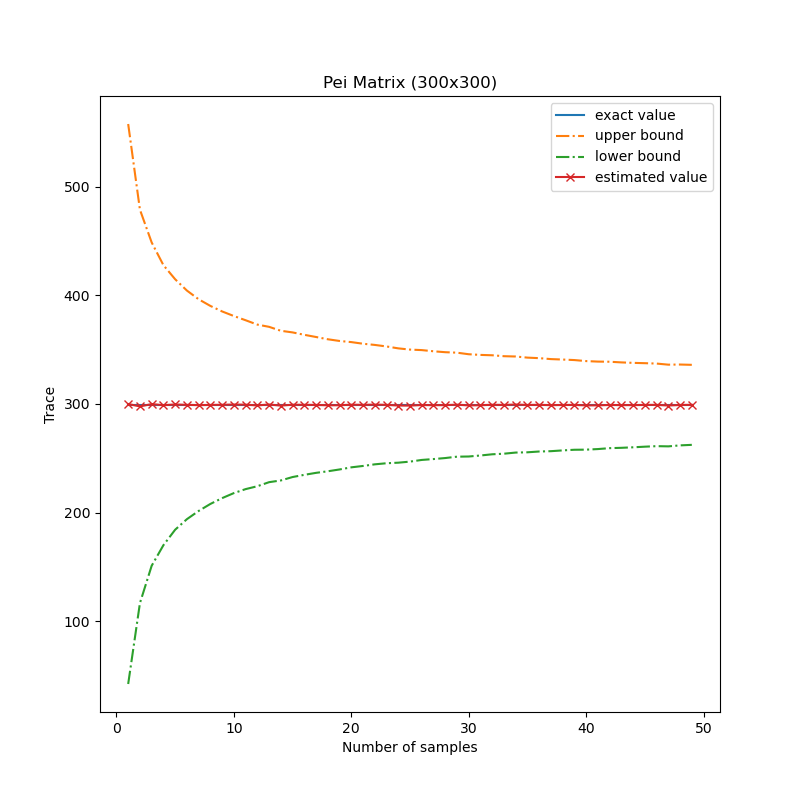 Pei Matrix (300x300)
exact value
upper bound
lower bound
estimated value
500
400
300
200
100
Trace
0 10 20 30 40 50
Number of samples